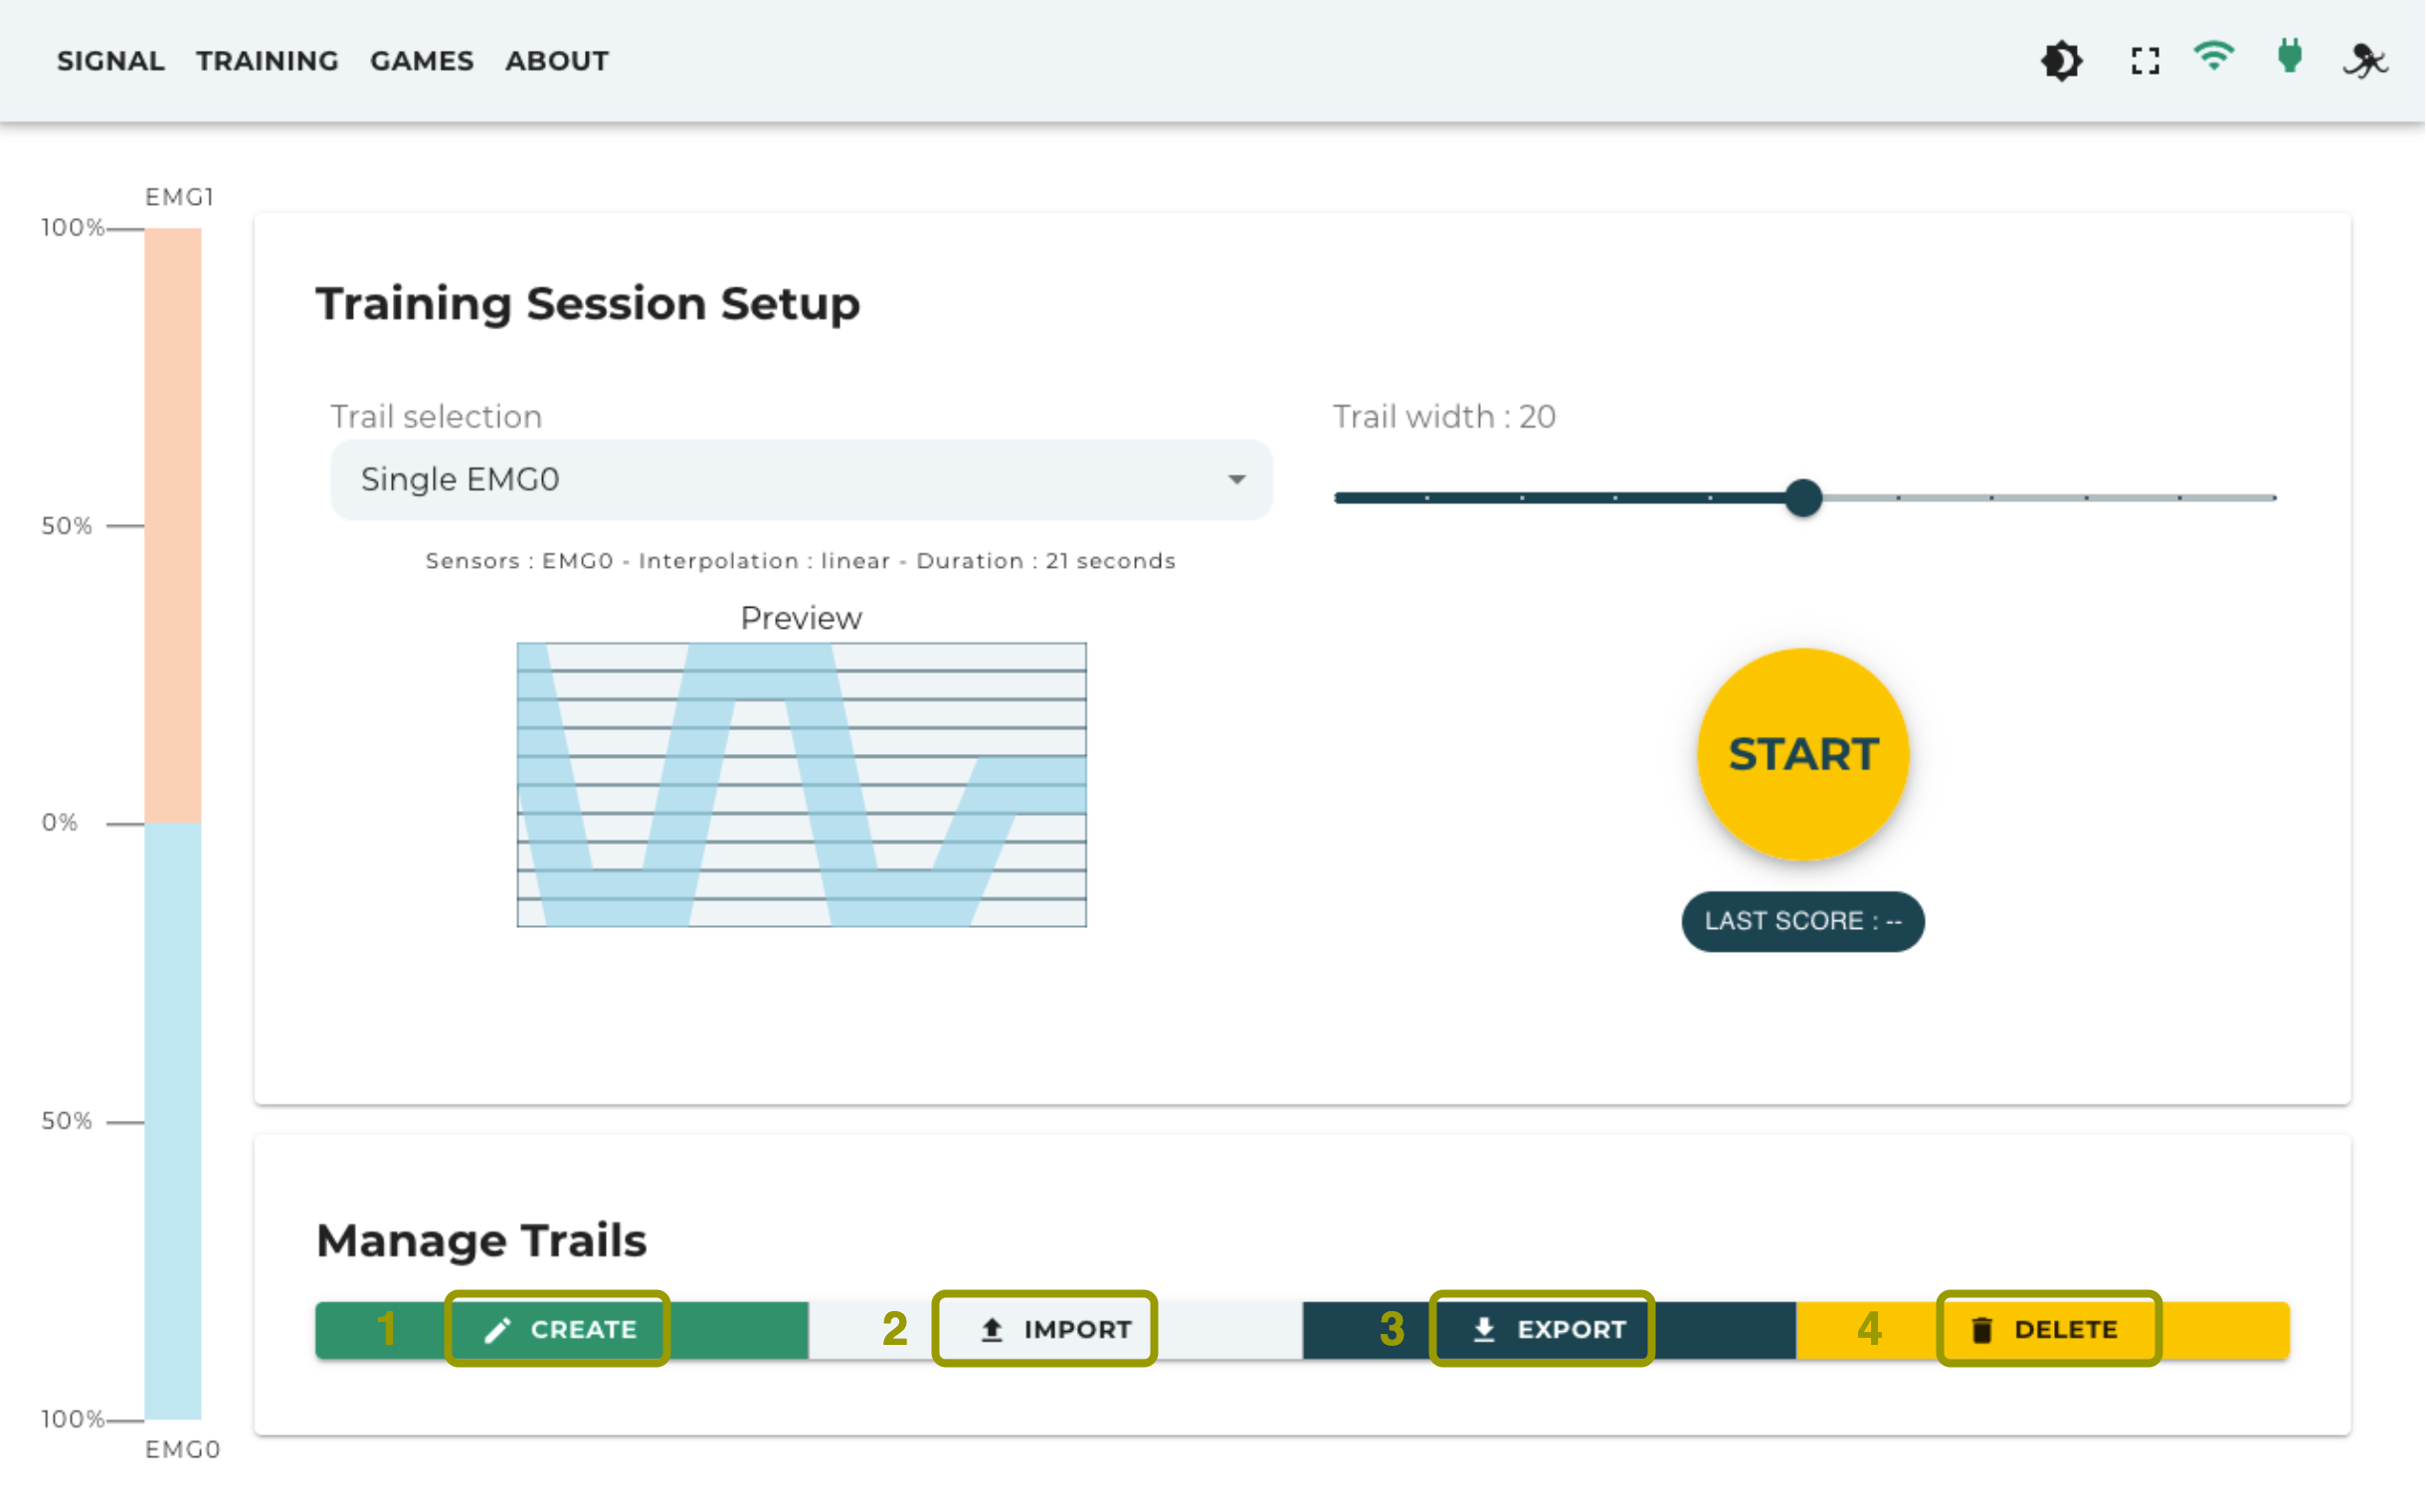 SIGNAL TRAINING GAMES ABOUT
EMG1
100%
50%
0%
50%
100%
EMG0
Training Session Setup
Trail selection
Single EMG0
Sensors : EMG0 - Interpolation : linear - Duration : 21 seconds
Preview
Trail width : 20
START
LAST SCORE : --
Manage Trails
1 CREATE 2 IMPORT 3 EXPORT 4 DELETE